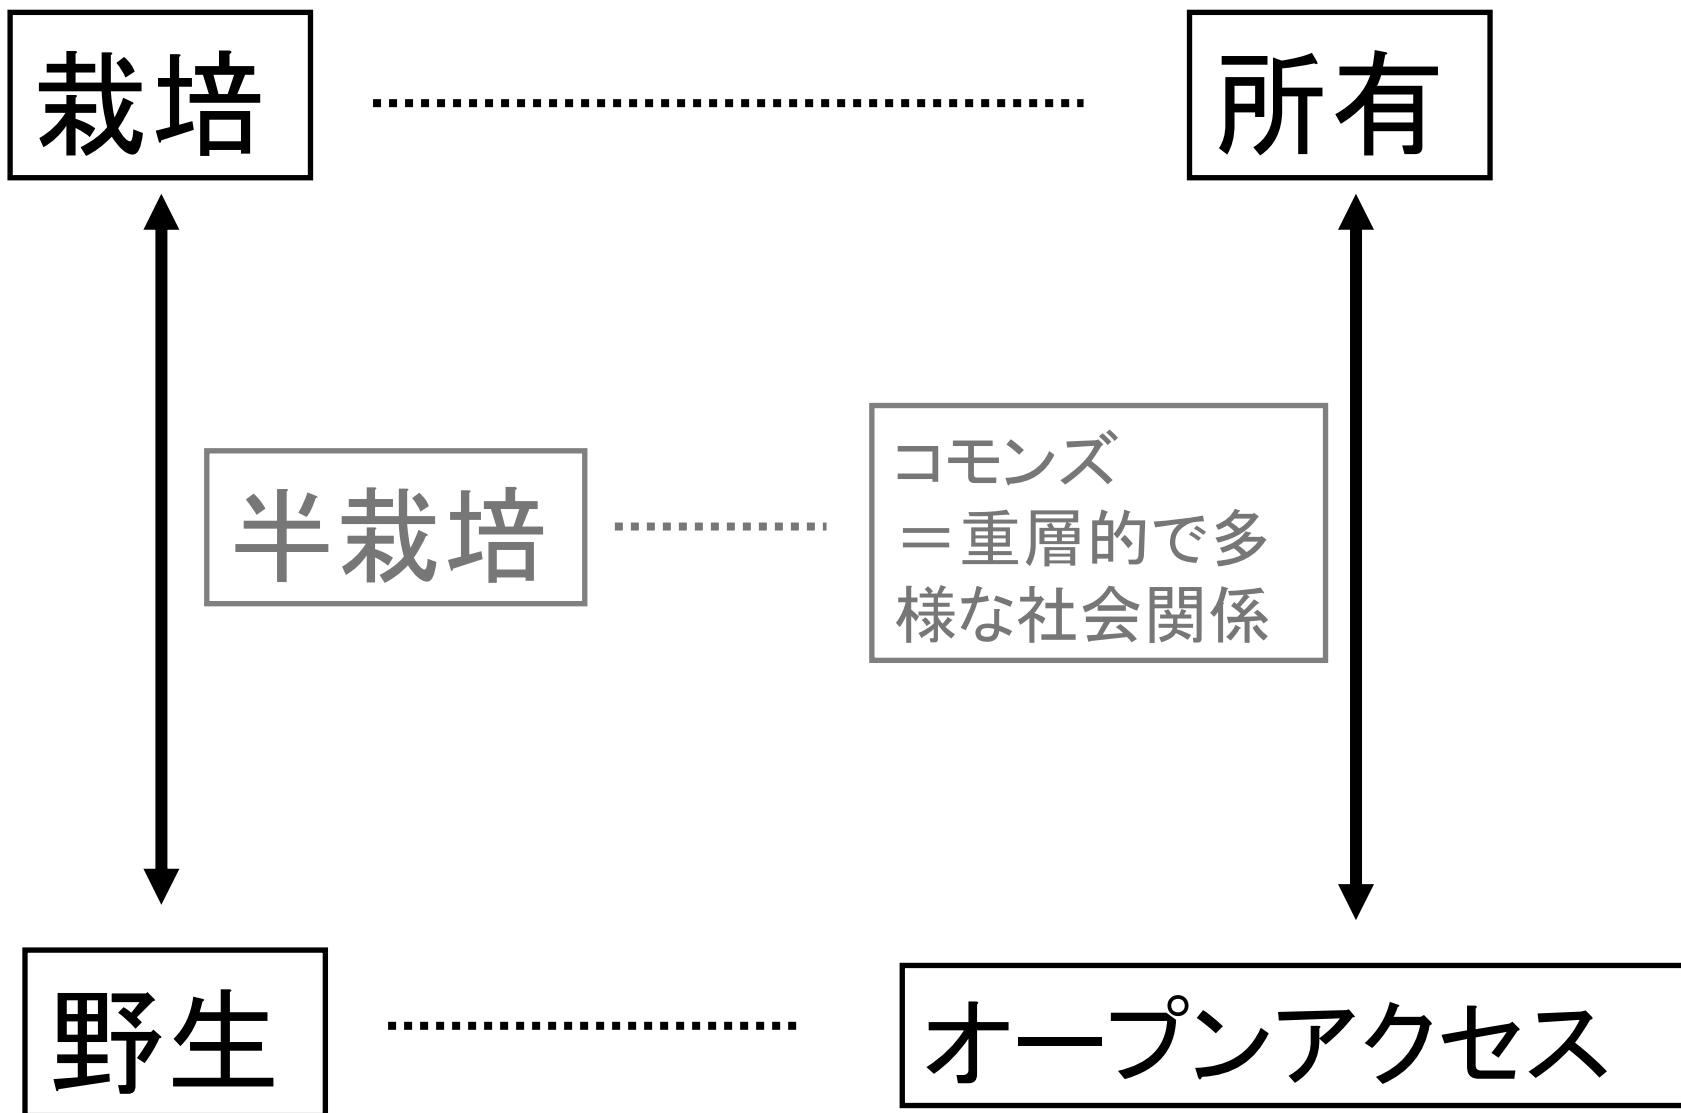 栽培
所有
半栽培
コモンズ
＝重層的で多
様な社会関係
野生
オープンアクセス